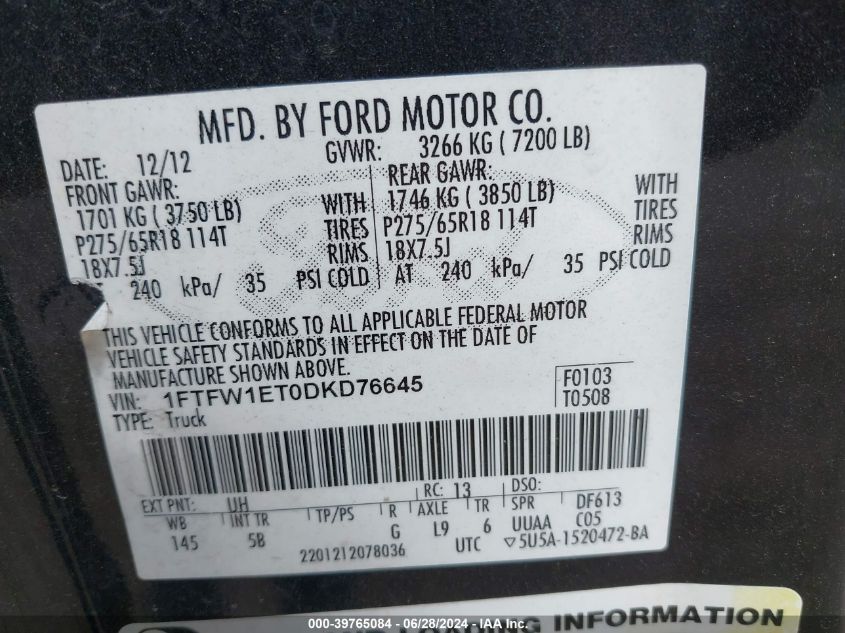 MFD. BY FORD MOTOR CO.
DATE: 12/12 GVWR: 3266 KG ( 7200 LB)
FRONT GAWR: REAR GAWR:
1701 KG ( 3750 LB) WITH 1746 KG ( 3850 LB) WITH
P275/65R18 114T TIRES P275/65R18 114T TIRES
18X7.5J RIMS 18X7.5J RIMS
240 kPa/ 35 PSI COLD AT 240 kPa/ 35 PSI COLD
THIS VEHICLE CONFORMS TO ALL APPLICABLE FEDERAL MOTOR
VEHICLE SAFETY STANDARDS IN EFFECT ON THE DATE OF
MANUFACTURE SHOWN ABOVE.
VIN: 1FTFW1ET0DKD76645 F0103
TYPE: Truck T0508
EXT PNT: UH RC: 13 DSO:
WB INT TR TP/PS R AXLE TR SPR DF613
145 5B G L9 6 UUAA C05
2201212078036 UTC ▽5U5A-1520472-BA
LOADING INFORMATION
000-39765084 - 06/28/2024 - IAA Inc.